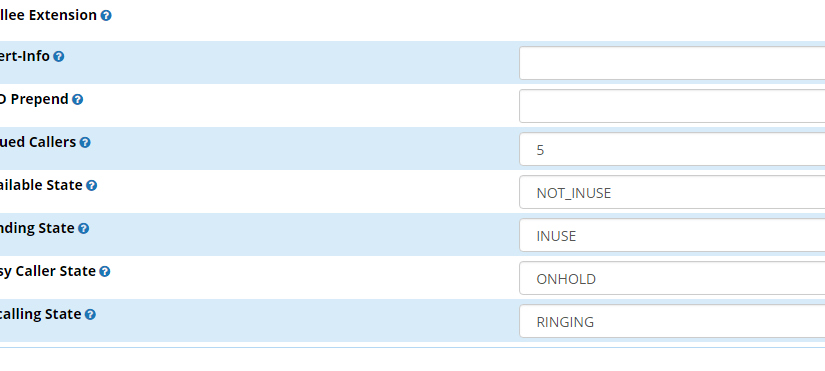 llee Extension
ert-Info
D Prepend
ued Callers
5
ailable State
NOT_INUSE
nding State
INUSE
sy Caller State
ONHOLD
calling State
RINGING